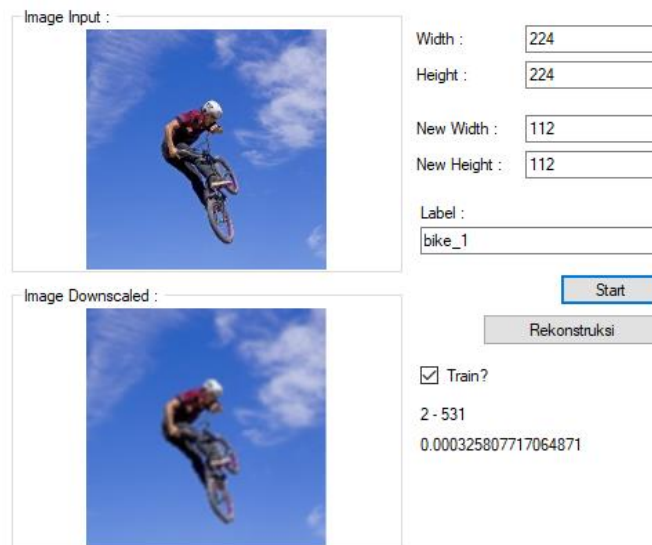 Image Input :
Width : 224
Height : 224
New Width : 112
New Height : 112
Label :
bike_1
Start
Image Downscaled :
Rekonstruksi
Train?
2 - 531
0.000325807717064871